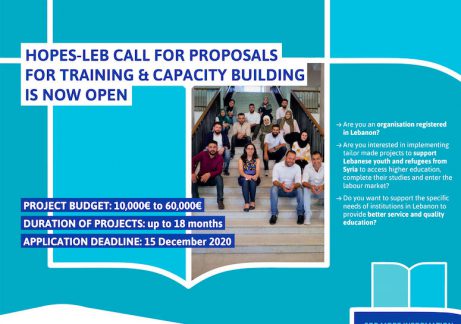 HOPES-LEB CALL FOR PROPOSALS
FOR TRAINING & CAPACITY BUILDING
IS NOW OPEN
PROJECT BUDGET: 10,000€ to 60,000€
DURATION OF PROJECTS: up to 18 months
APPLICATION DEADLINE: 15 December 2020
→ Are you an organisation registered
in Lebanon?
→ Are you interested in implementing
tailor made projects to support
Lebanese youth and refugees from
Syria to access higher education,
complete their studies and enter the
labour market?
→ Do you want to support the specific
needs of institutions in Lebanon to
provide better service and quality
education?
FOR MORE INFORMATION